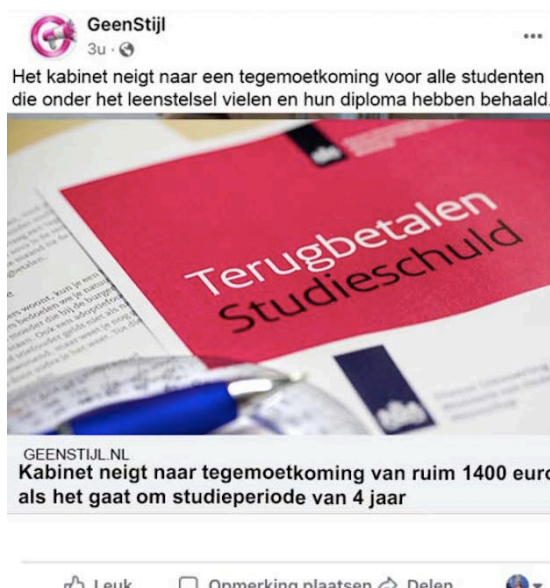 GeenStijl
3u ·
Het kabinet neigt naar een tegemoetkoming voor alle studenten
die onder het leenstelsel vielen en hun diploma hebben behaald.
Terugbetalen
Studieschuld
GEENSTIJL.NL
Kabinet neigt naar tegemoetkoming van ruim 1400 euro
als het gaat om studieperiode van 4 jaar
Leuk Opmerking plaatsen Delen